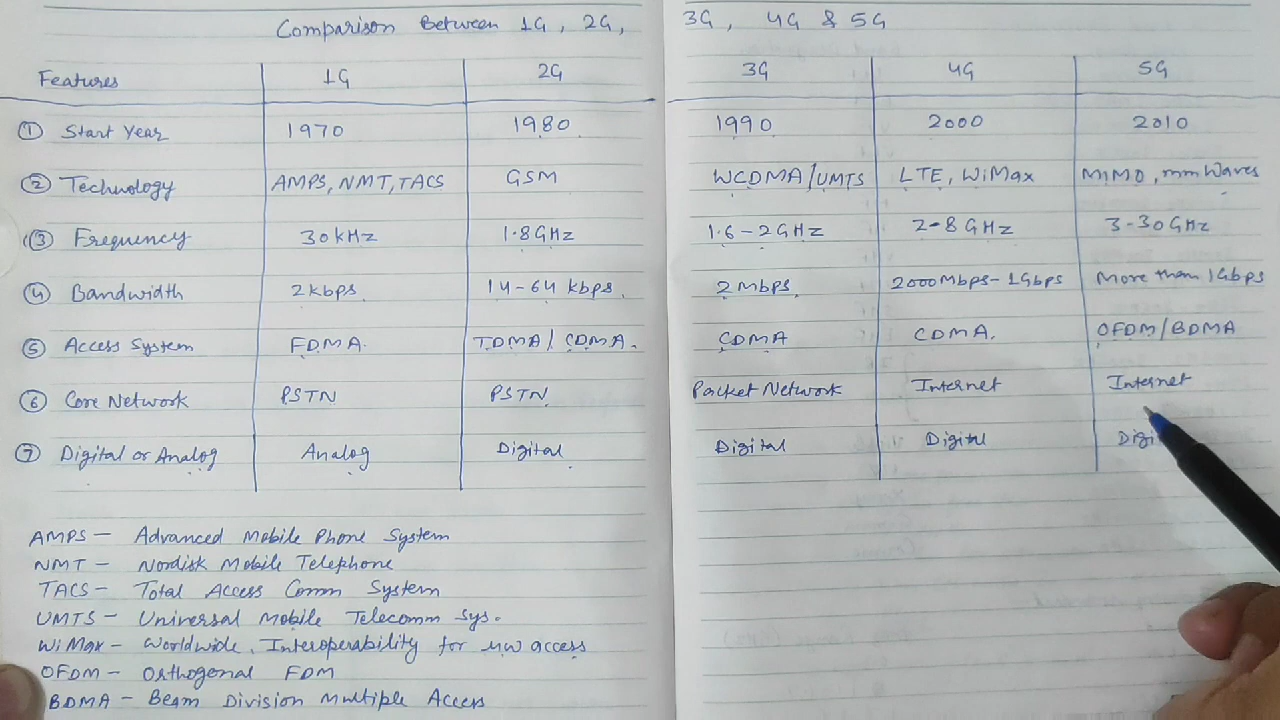 Comparison Between 1G, 2G, 3G, 4G & 5G
Features 1G 2G 3G 4G 5G
① Start Year 1970 1980 1990 2000 2010
② Technology AMPS, NMT, TACS GSM WCDMA/UMTS LTE, WiMax MIMO, mm Waves
③ Frequency 30 kHz 1.8 GHz 1.6 - 2 GHz 2 - 8 GHz 3 - 30 GHz
④ Bandwidth 2 kbps 14 - 64 kbps 2 Mbps 2000 Mbps - 1 Gbps More than 1 Gbps
⑤ Access System FDMA TDMA / CDMA CDMA CDMA OFDM/BDMA
⑥ Core Network PSTN PSTN Packet Network Internet Internet
⑦ Digital or Analog Analog Digital Digital Digital
AMPS - Advanced Mobile Phone System
NMT - Nordisk Mobile Telephone
TACS - Total Access Comm System
UMTS - Universal Mobile Telecomm Sys.
WiMax - Worldwide Interoperability for μw access
OFDM - Orthogonal FDM
BDMA - Beam Division Multiple Access